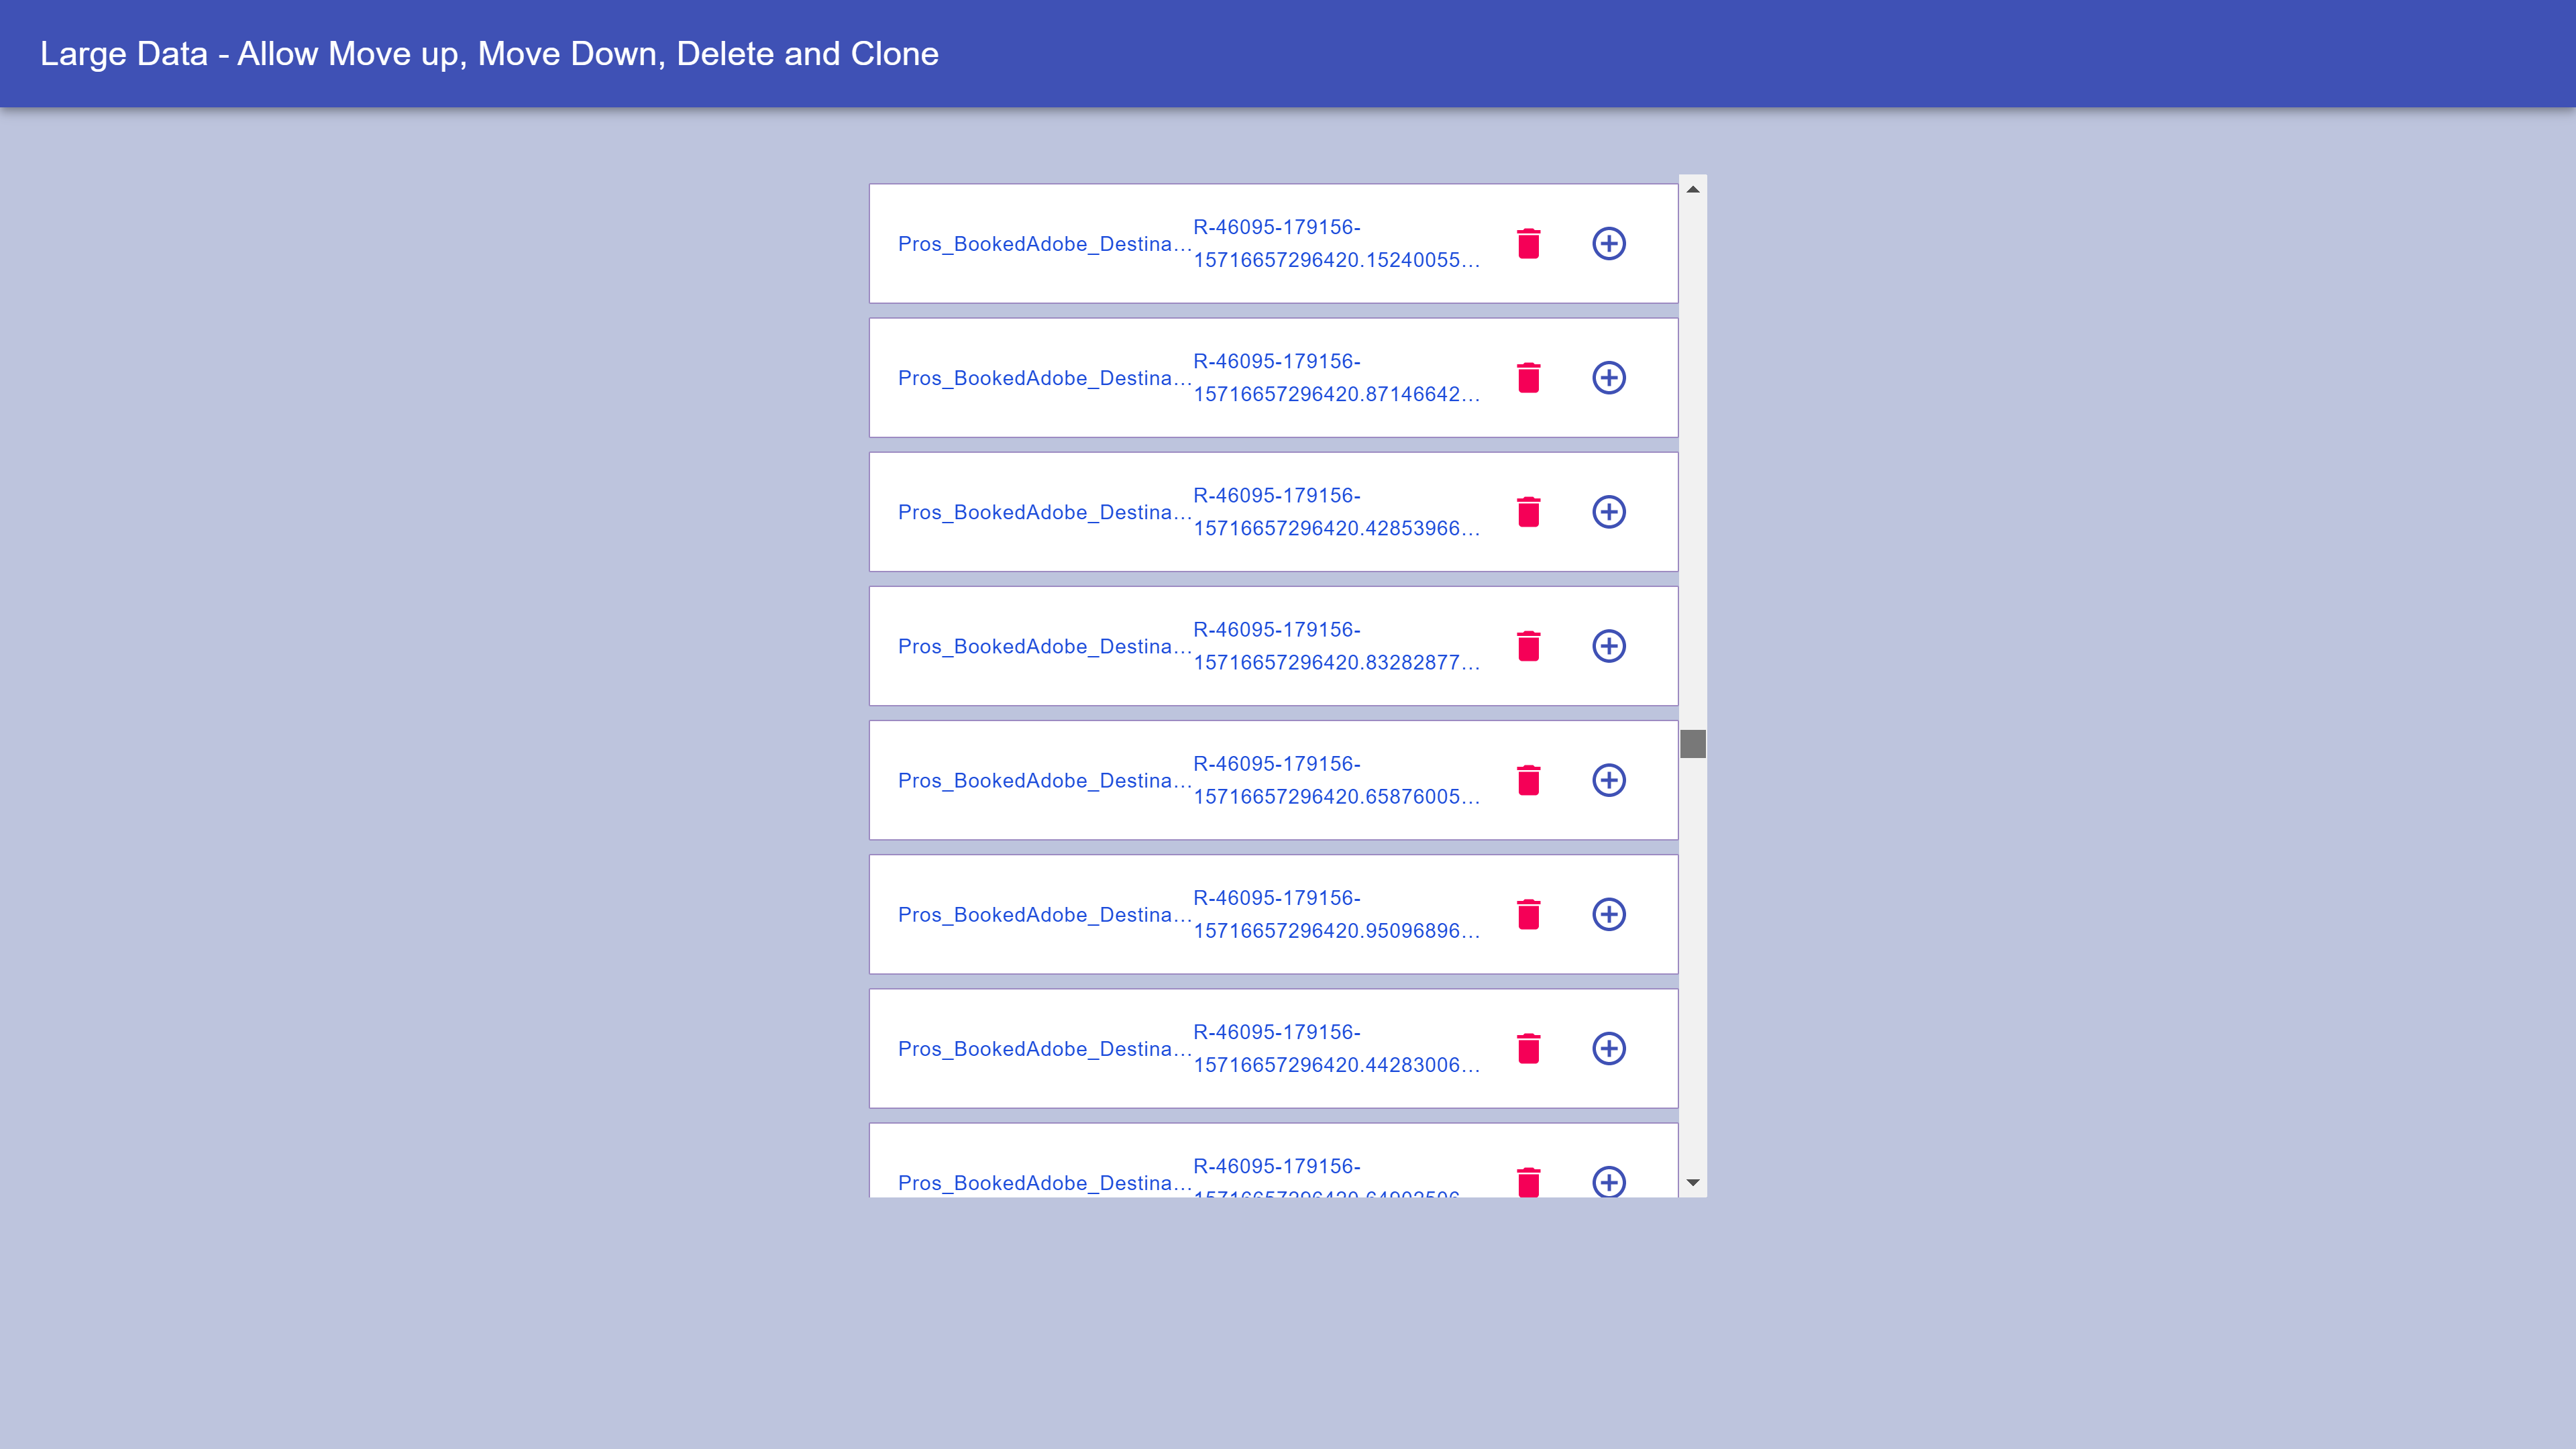 Large Data - Allow Move up, Move Down, Delete and Clone
Pros_BookedAdobe_Destina...
R-46095-179156-
15716657296420.15240055...
Pros_BookedAdobe_Destina...
R-46095-179156-
15716657296420.87146642...
Pros_BookedAdobe_Destina...
R-46095-179156-
15716657296420.42853966...
Pros_BookedAdobe_Destina...
R-46095-179156-
15716657296420.83282877...
Pros_BookedAdobe_Destina...
R-46095-179156-
15716657296420.65876005...
Pros_BookedAdobe_Destina...
R-46095-179156-
15716657296420.95096896...
Pros_BookedAdobe_Destina...
R-46095-179156-
15716657296420.44283006...
Pros_BookedAdobe_Destina...
R-46095-179156-